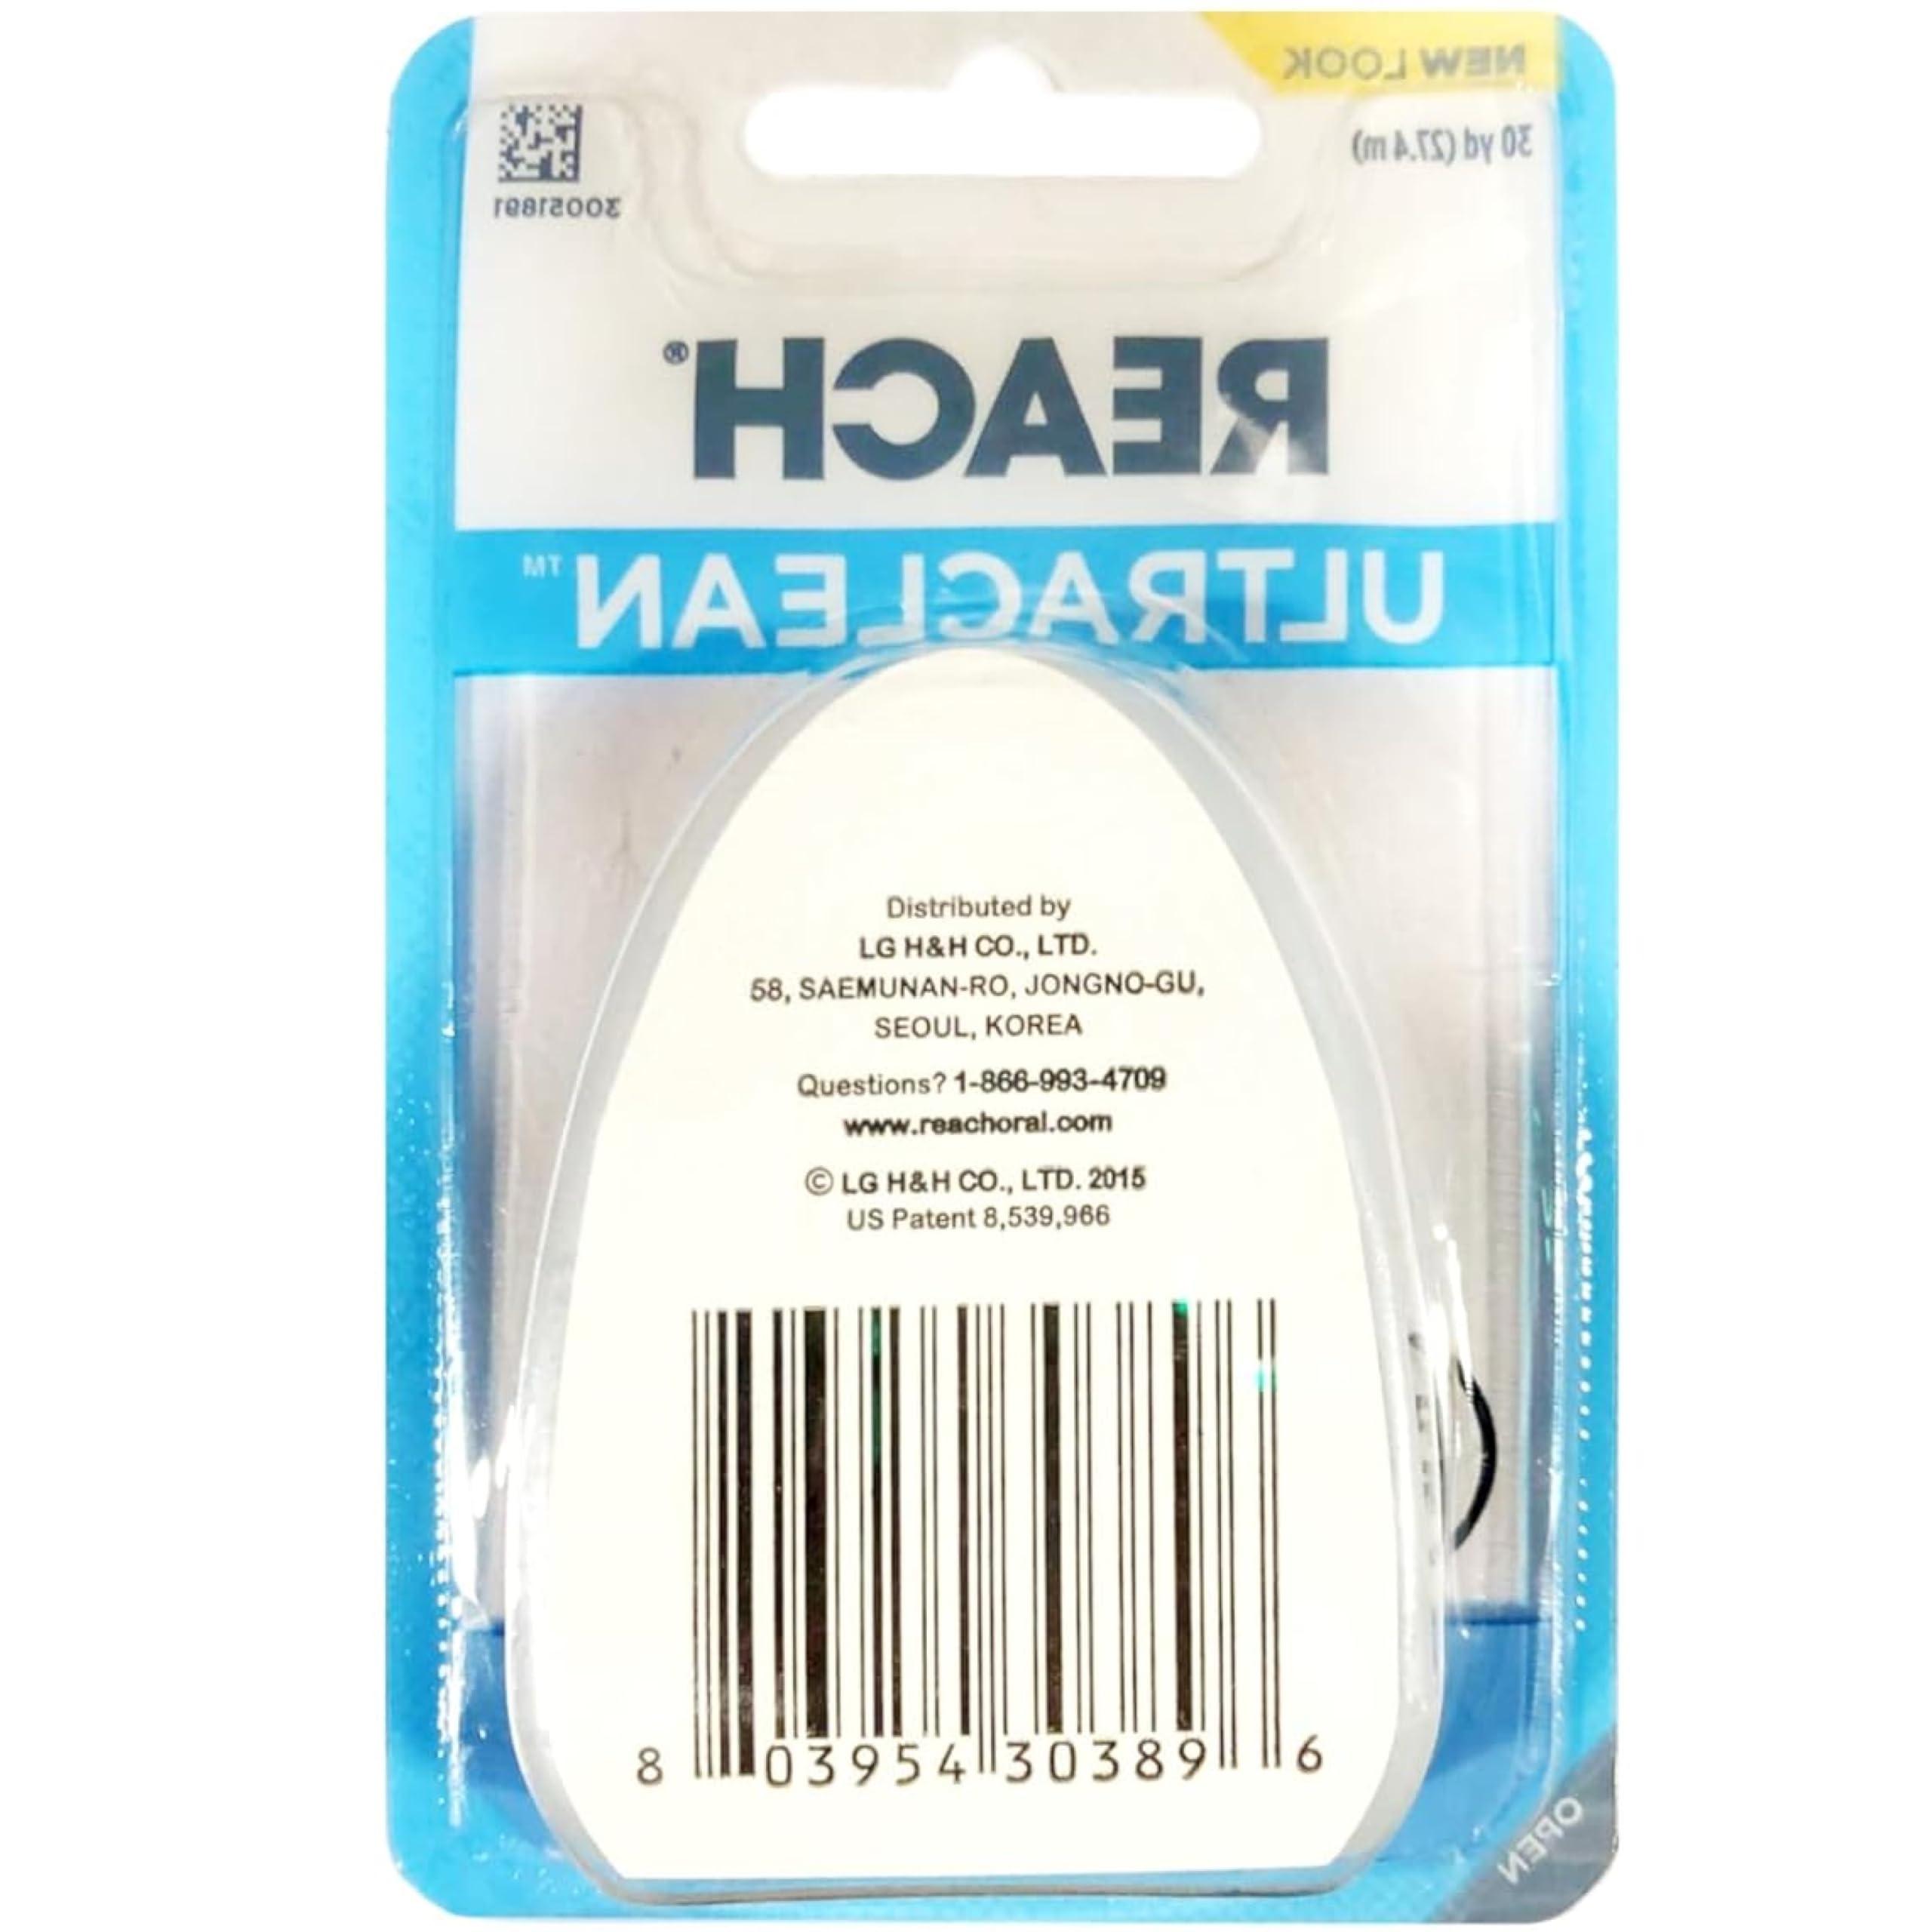 NEW LOOK
30 yd (27.4 m)
30051891
REACH®
ULTRACLEAN™
Distributed by
LG H&H CO., LTD.
58, SAEMUNAN-RO, JONGNO-GU,
SEOUL, KOREA
Questions? 1-866-993-4709
www.reachoral.com
© LG H&H CO., LTD. 2015
US Patent 8,539,966
8 03954 30389 6
OPEN